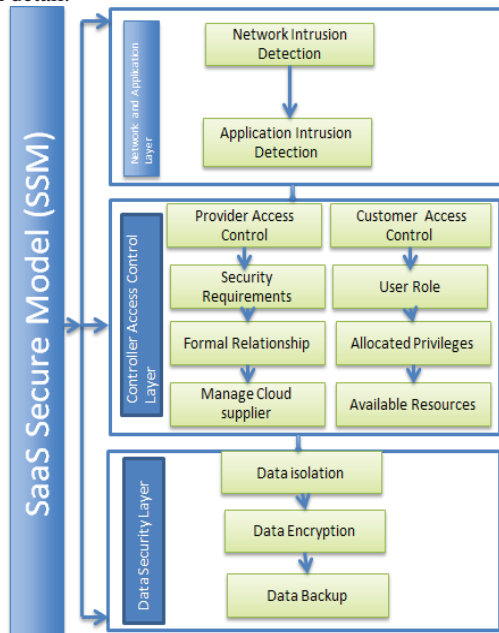 detail.
SaaS Secure Model (SSM)
Network and Application
Layer
Network Intrusion
Detection
Application Intrusion
Detection
Controller Access Control
Layer
Provider Access
Control
Customer Access
Control
Security
Requirements
User Role
Formal Relationship
Allocated Privileges
Manage Cloud
supplier
Available Resources
Data Security Layer
Data isolation
Data Encryption
Data Backup